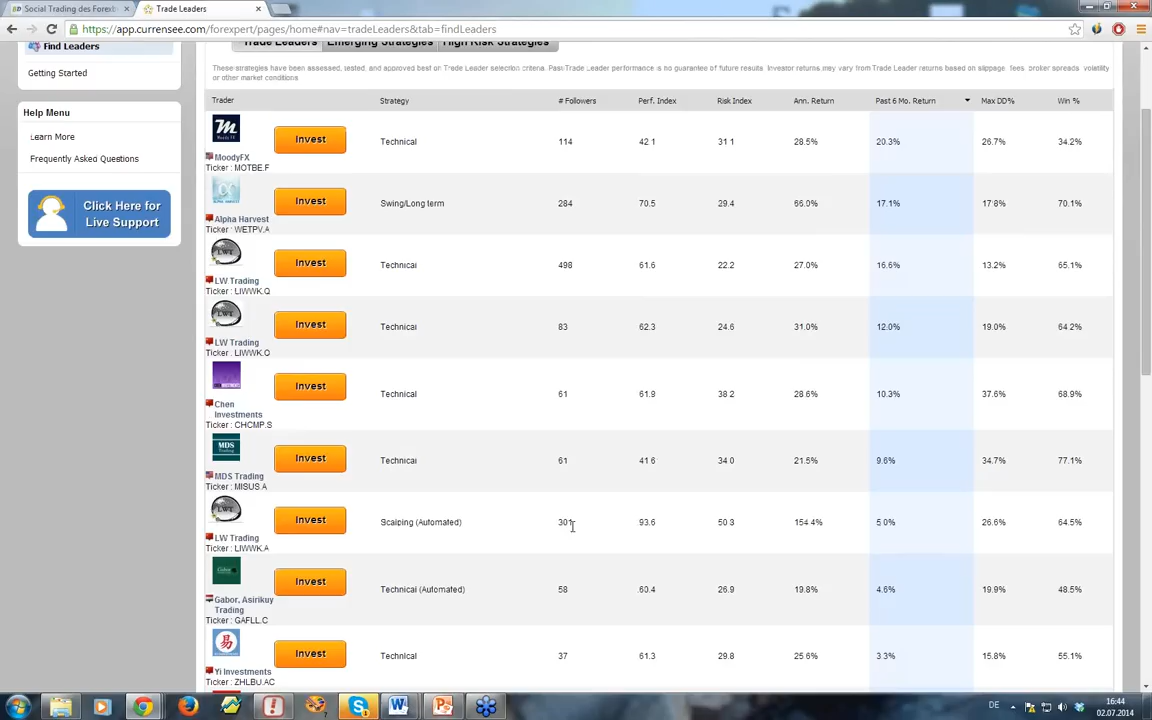 Social Trading des Forexb
Trade Leaders
https://app.currensee.com/forexpert/pages/home#nav=tradeLeaders&tab=findLeaders
Find Leaders
Getting Started
Help Menu
Learn More
Frequently Asked Questions
Click Here for
Live Support
Trade Leaders Emerging Strategies High Risk Strategies
These strategies have been assessed, tested, and approved best on Trade Leader selection criteria. Past Trade Leader performance is no guarantee of future results. Investor returns may vary from Trade Leader returns based on slippage, fees, broker spreads, volatility
or other market conditions
Trader Strategy # Followers Perf. Index Risk Index Ann. Return Past 6 Mo. Return Max DD% Win %
MoodyFX
Ticker : MOTBE.F
Invest Technical 114 42.1 31.1 28.5% 20.3% 26.7% 34.2%
Alpha Harvest
Ticker : WETPV.A
Invest Swing/Long term 284 70.5 29.4 66.0% 17.1% 17.8% 70.1%
LWT
LW Trading
Ticker : LIWWK.Q
Invest Technical 498 61.6 22.2 27.0% 16.6% 13.2% 65.1%
LWT
LW Trading
Ticker : LIWWK.O
Invest Technical 83 62.3 24.6 31.0% 12.0% 19.0% 64.2%
Chen
Investments
Ticker : CHCMP.S
Invest Technical 61 61.9 38.2 28.6% 10.3% 37.6% 68.9%
MDS
Trading
MDS Trading
Ticker : MISUS.A
Invest Technical 61 41.6 34.0 21.5% 9.6% 34.7% 77.1%
LWT
LW Trading
Ticker : LIWWK.A
Invest Scalping (Automated) 301 93.6 50.3 154.4% 5.0% 26.6% 64.5%
Gabor, Asirikuy
Trading
Ticker : GAFLL.C
Invest Technical (Automated) 58 60.4 26.9 19.8% 4.6% 19.9% 48.5%
易
Yi Investments
Ticker : ZHLBU.AC
Invest Technical 37 61.3 29.8 25.6% 3.3% 15.8% 55.1%
DE
16:44
02.07.2014